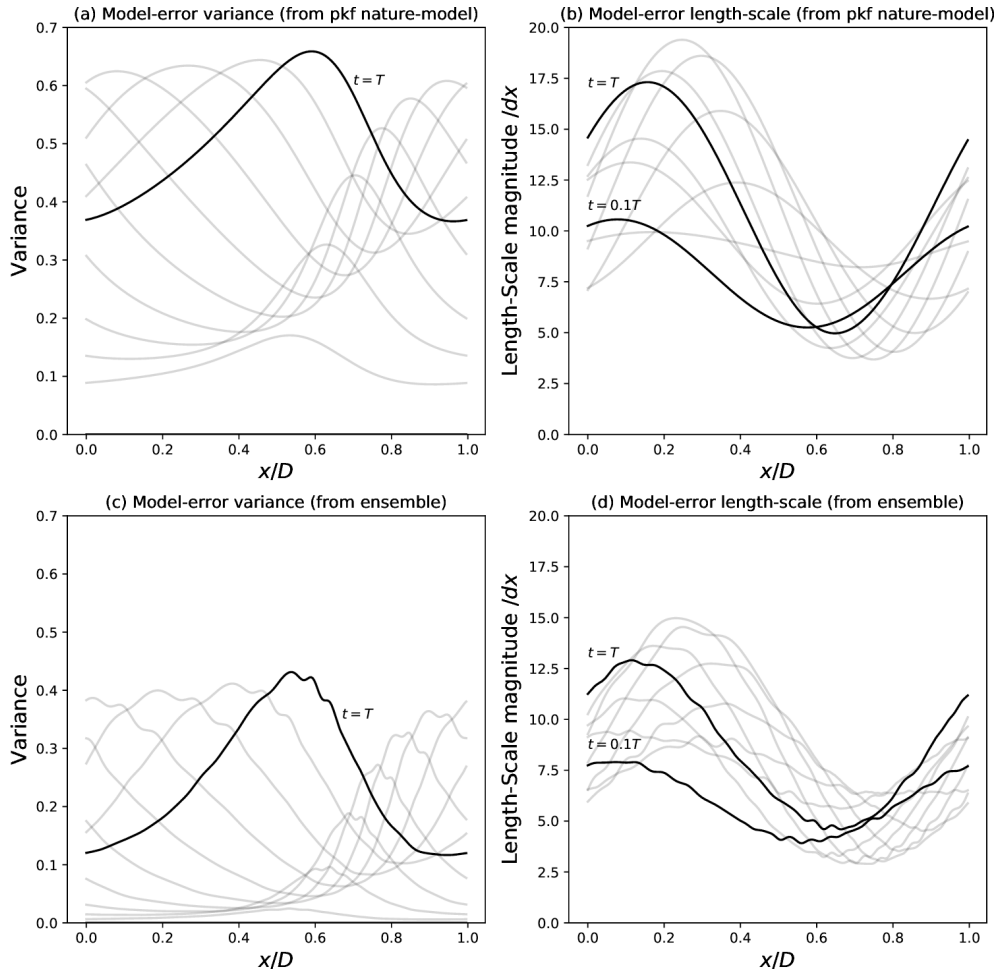 (a) Model-error variance (from pkf nature-model)
0.7
0.6
0.5
0.4
0.3
0.2
0.1
0.0
Variance
t = T
0.0 0.2 0.4 0.6 0.8 1.0
x/D
(b) Model-error length-scale (from pkf nature-model)
20.0
17.5
15.0
12.5
10.0
7.5
5.0
2.5
0.0
Length-Scale magnitude /dx
t = T
t = 0.1T
0.0 0.2 0.4 0.6 0.8 1.0
x/D
(c) Model-error variance (from ensemble)
0.7
0.6
0.5
0.4
0.3
0.2
0.1
0.0
Variance
t = T
0.0 0.2 0.4 0.6 0.8 1.0
x/D
(d) Model-error length-scale (from ensemble)
20.0
17.5
15.0
12.5
10.0
7.5
5.0
2.5
0.0
Length-Scale magnitude /dx
t = T
t = 0.1T
0.0 0.2 0.4 0.6 0.8 1.0
x/D